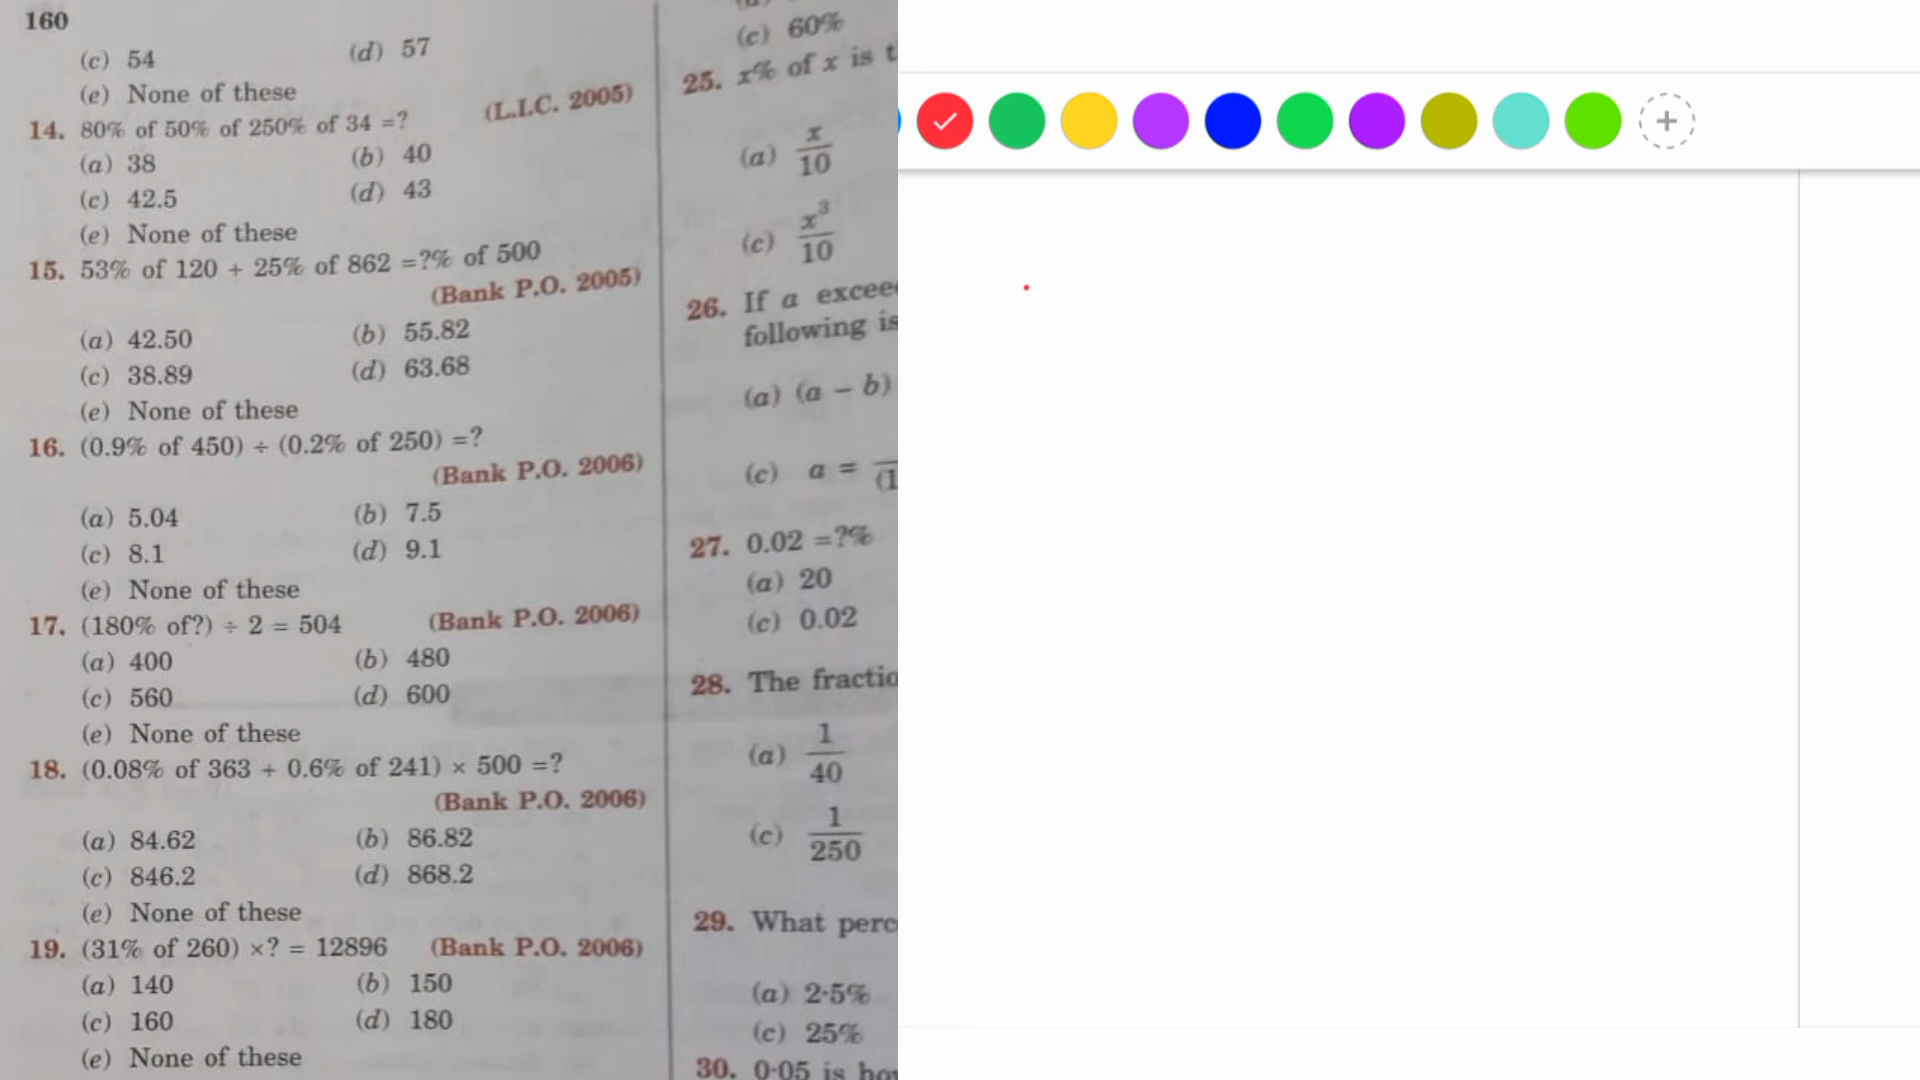 160
(c) 54 (d) 57
(e) None of these (L.I.C. 2005)
14. 80% of 50% of 250% of 34 =?
(a) 38 (b) 40
(c) 42.5 (d) 43
(e) None of these
15. 53% of 120 + 25% of 862 =?% of 500
(Bank P.O. 2005)
(a) 42.50 (b) 55.82
(c) 38.89 (d) 63.68
(e) None of these
16. (0.9% of 450) ÷ (0.2% of 250) =?
(Bank P.O. 2006)
(a) 5.04 (b) 7.5
(c) 8.1 (d) 9.1
(e) None of these
17. (180% of?) ÷ 2 = 504 (Bank P.O. 2006)
(a) 400 (b) 480
(c) 560 (d) 600
(e) None of these
18. (0.08% of 363 + 0.6% of 241) × 500 =?
(Bank P.O. 2006)
(a) 84.62 (b) 86.82
(c) 846.2 (d) 868.2
(e) None of these
19. (31% of 260) ×? = 12896 (Bank P.O. 2006)
(a) 140 (b) 150
(c) 160 (d) 180
(e) None of these
(c) 60%
25. x% of x is t
(a) x/10
(c) x³/10
26. If a excee
following is
(a) (a – b)
(c) a = (1
27. 0.02 =?%
(a) 20
(c) 0.02
28. The fractio
(a) 1/40
(c) 1/250
29. What perc
(a) 2·5%
(c) 25%
30. 0·05 is how